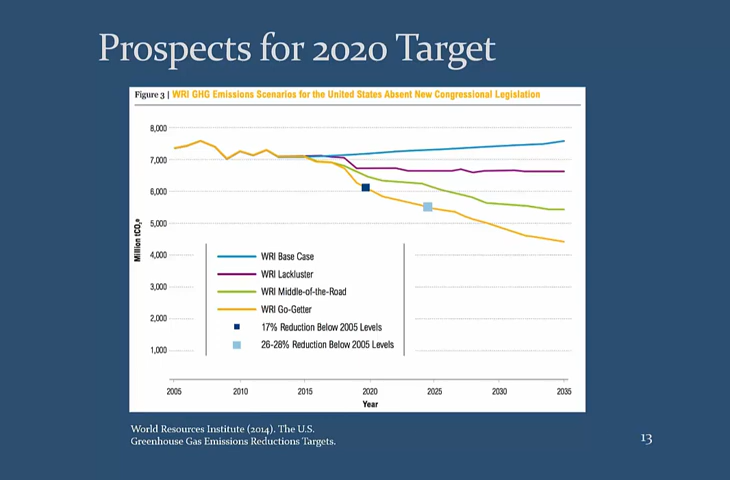 Prospects for 2020 Target
Figure 3 | WRI GHG Emissions Scenarios for the United States Absent New Congressional Legislation
8,000
7,000
6,000
5,000
4,000
3,000
2,000
1,000
Million tCO₂e
WRI Base Case
WRI Lackluster
WRI Middle-of-the-Road
WRI Go-Getter
17% Reduction Below 2005 Levels
26-28% Reduction Below 2005 Levels
2005 2010 2015 2020 2025 2030 2035
Year
World Resources Institute (2014). The U.S.
Greenhouse Gas Emissions Reductions Targets.
13